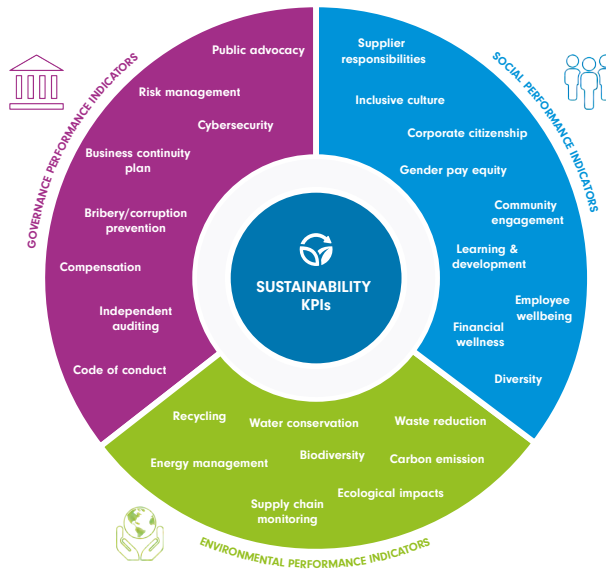 GOVERNANCE PERFORMANCE INDICATORS
Public advocacy
Risk management
Cybersecurity
Business continuity
plan
Bribery/corruption
prevention
Compensation
Independent
auditing
Code of conduct
SOCIAL PERFORMANCE INDICATORS
Supplier
responsibilities
Inclusive culture
Corporate citizenship
Gender pay equity
Community
engagement
Learning &
development
Employee
wellbeing
Financial
wellness
Diversity
SUSTAINABILITY
KPIs
Recycling
Water conservation
Waste reduction
Energy management
Biodiversity
Carbon emission
Supply chain
monitoring
Ecological impacts
ENVIRONMENTAL PERFORMANCE INDICATORS